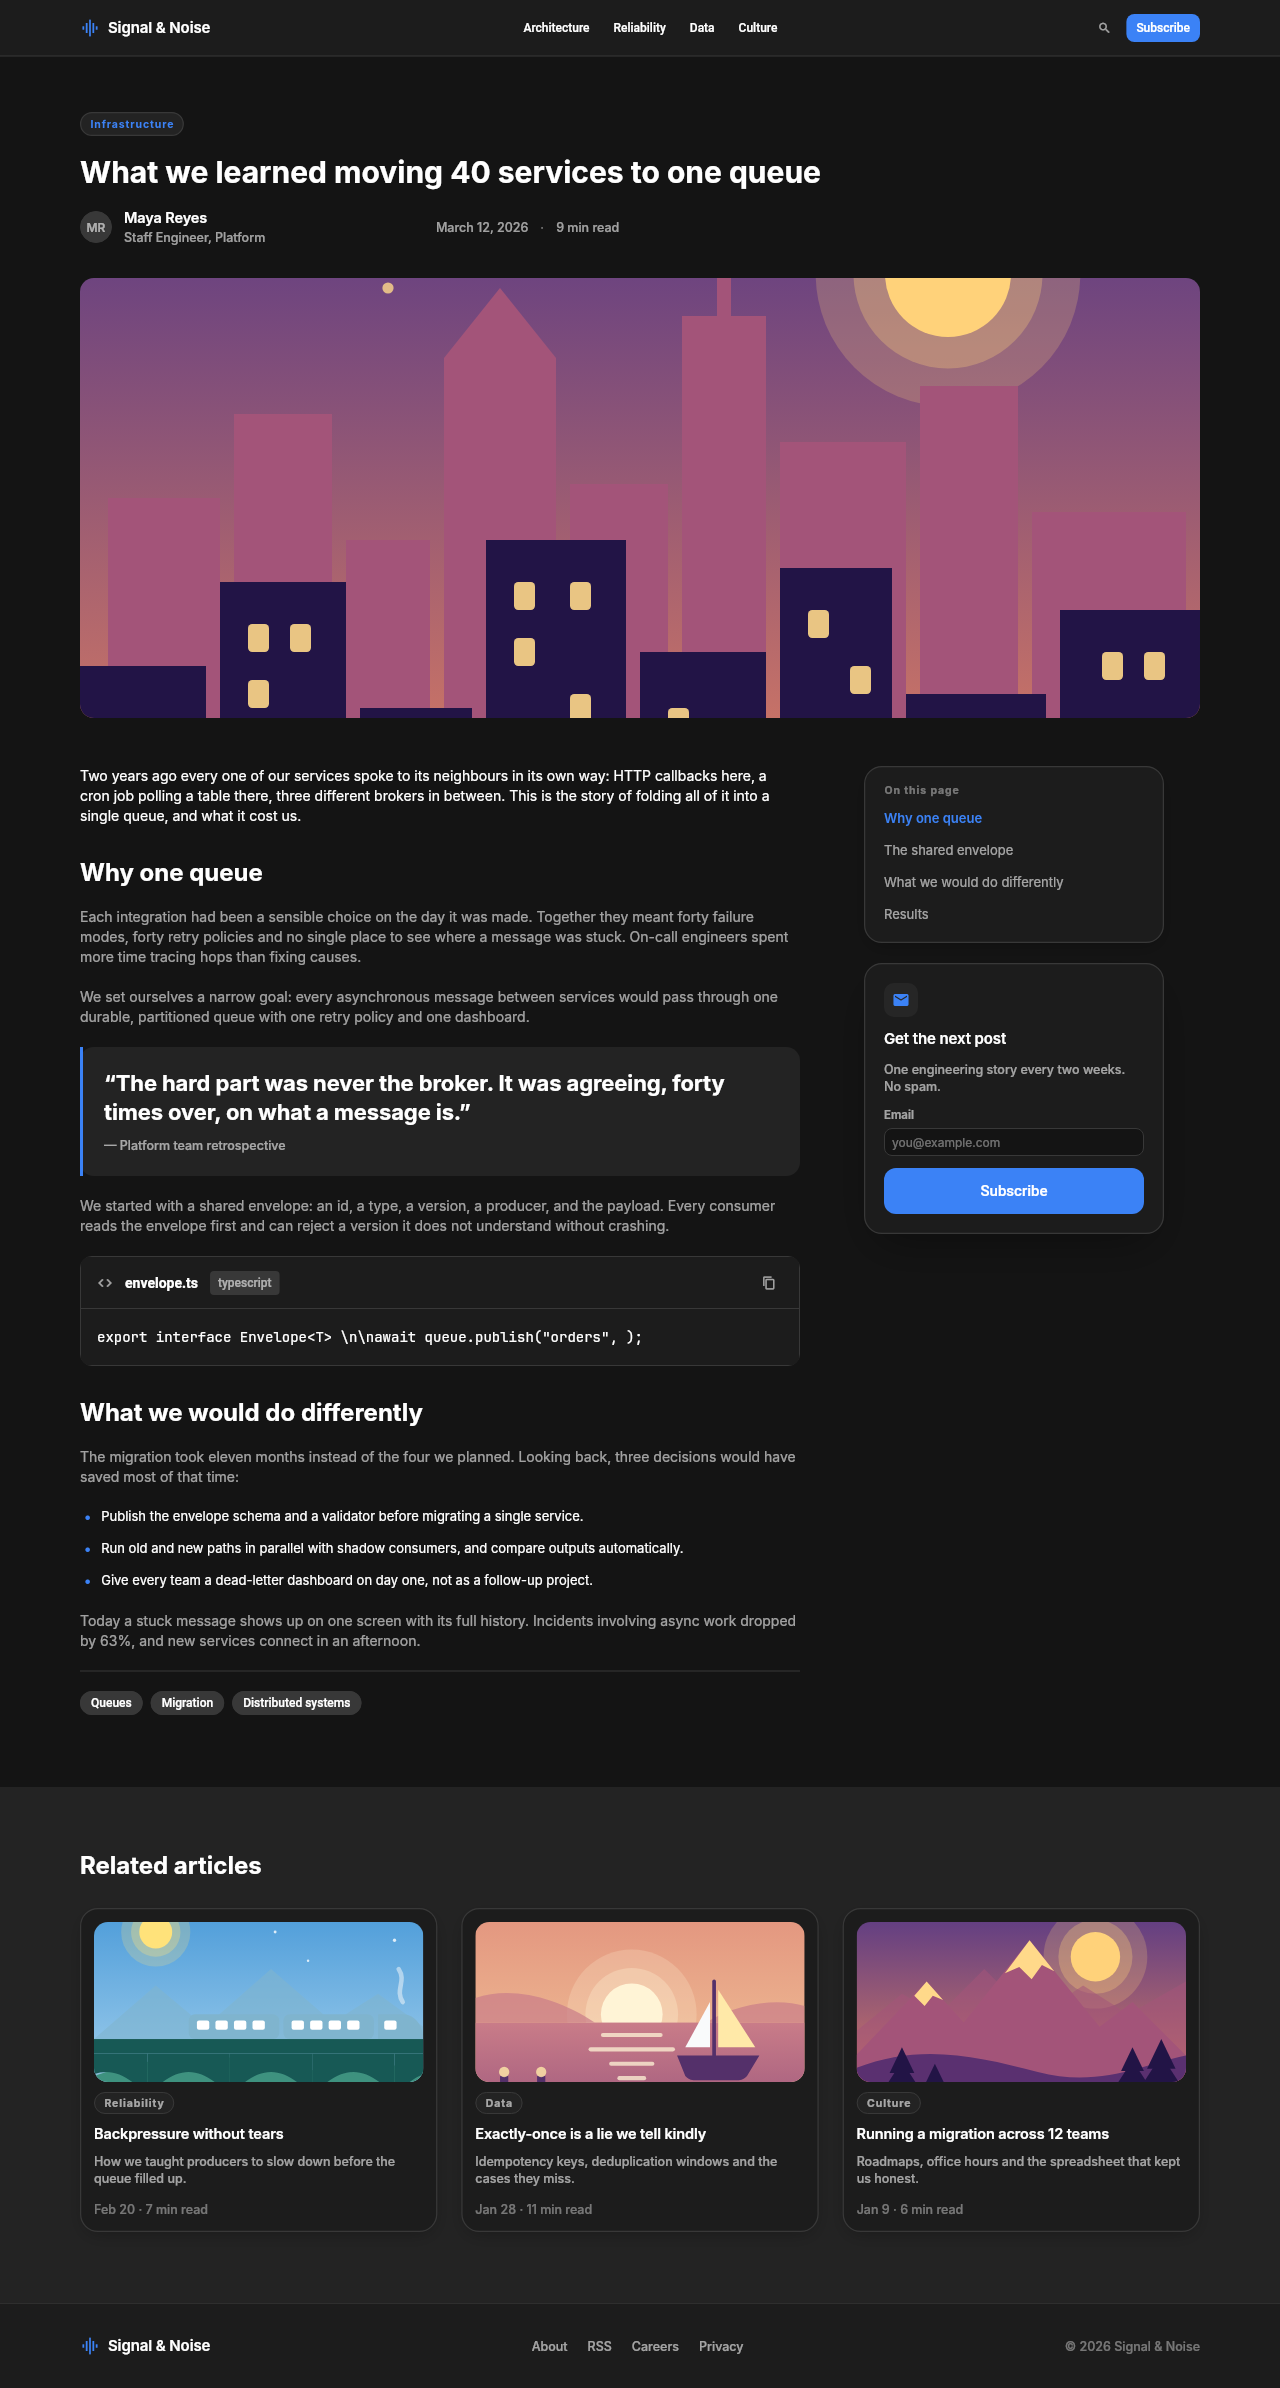 Signal & Noise
Architecture
Reliability
Data
Culture
Subscribe
Infrastructure
What we learned moving 40 services to one queue
MR
Maya Reyes
Staff Engineer, Platform
March 12, 2026 · 9 min read
Two years ago every one of our services spoke to its neighbours in its own way: HTTP callbacks here, a
cron job polling a table there, three different brokers in between. This is the story of folding all of it into a
single queue, and what it cost us.
Why one queue
Each integration had been a sensible choice on the day it was made. Together they meant forty failure
modes, forty retry policies and no single place to see where a message was stuck. On-call engineers spent
more time tracing hops than fixing causes.
We set ourselves a narrow goal: every asynchronous message between services would pass through one
durable, partitioned queue with one retry policy and one dashboard.
“The hard part was never the broker. It was agreeing, forty
times over, on what a message is.”
— Platform team retrospective
We started with a shared envelope: an id, a type, a version, a producer, and the payload. Every consumer
reads the envelope first and can reject a version it does not understand without crashing.
envelope.ts
typescript
export interface Envelope<T> \n\nawait queue.publish("orders", );
What we would do differently
The migration took eleven months instead of the four we planned. Looking back, three decisions would have
saved most of that time:
• Publish the envelope schema and a validator before migrating a single service.
• Run old and new paths in parallel with shadow consumers, and compare outputs automatically.
• Give every team a dead-letter dashboard on day one, not as a follow-up project.
Today a stuck message shows up on one screen with its full history. Incidents involving async work dropped
by 63%, and new services connect in an afternoon.
Queues
Migration
Distributed systems
On this page
Why one queue
The shared envelope
What we would do differently
Results
Get the next post
One engineering story every two weeks.
No spam.
Email
you@example.com
Subscribe
Related articles
Reliability
Backpressure without tears
How we taught producers to slow down before the
queue filled up.
Feb 20 · 7 min read
Data
Exactly-once is a lie we tell kindly
Idempotency keys, deduplication windows and the
cases they miss.
Jan 28 · 11 min read
Culture
Running a migration across 12 teams
Roadmaps, office hours and the spreadsheet that kept
us honest.
Jan 9 · 6 min read
Signal & Noise
About
RSS
Careers
Privacy
© 2026 Signal & Noise